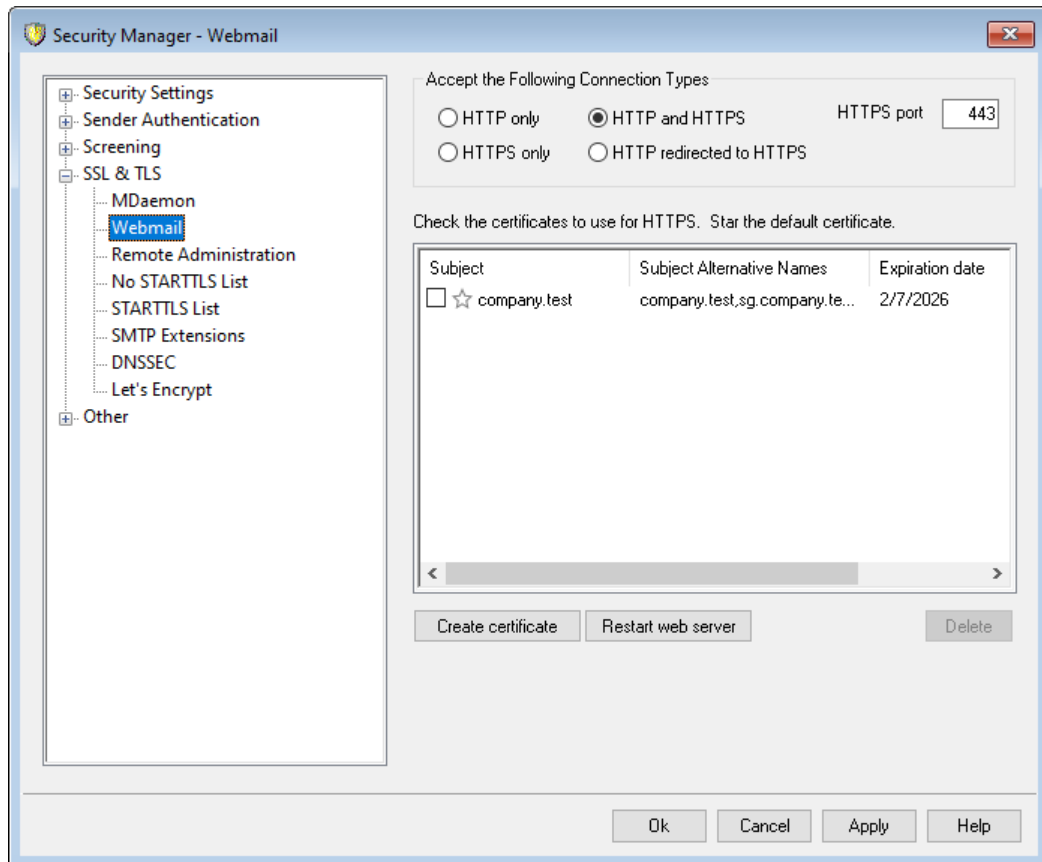 Security Manager - Webmail
Security Settings
Sender Authentication
Screening
SSL & TLS
MDaemon
Webmail
Remote Administration
No STARTTLS List
STARTTLS List
SMTP Extensions
DNSSEC
Let's Encrypt
Other
Accept the Following Connection Types
HTTP only HTTP and HTTPS HTTPS port 443
HTTPS only HTTP redirected to HTTPS
Check the certificates to use for HTTPS. Star the default certificate.
Subject Subject Alternative Names Expiration date
company.test company.test,sg.company.te... 2/7/2026
Create certificate Restart web server Delete
Ok Cancel Apply Help